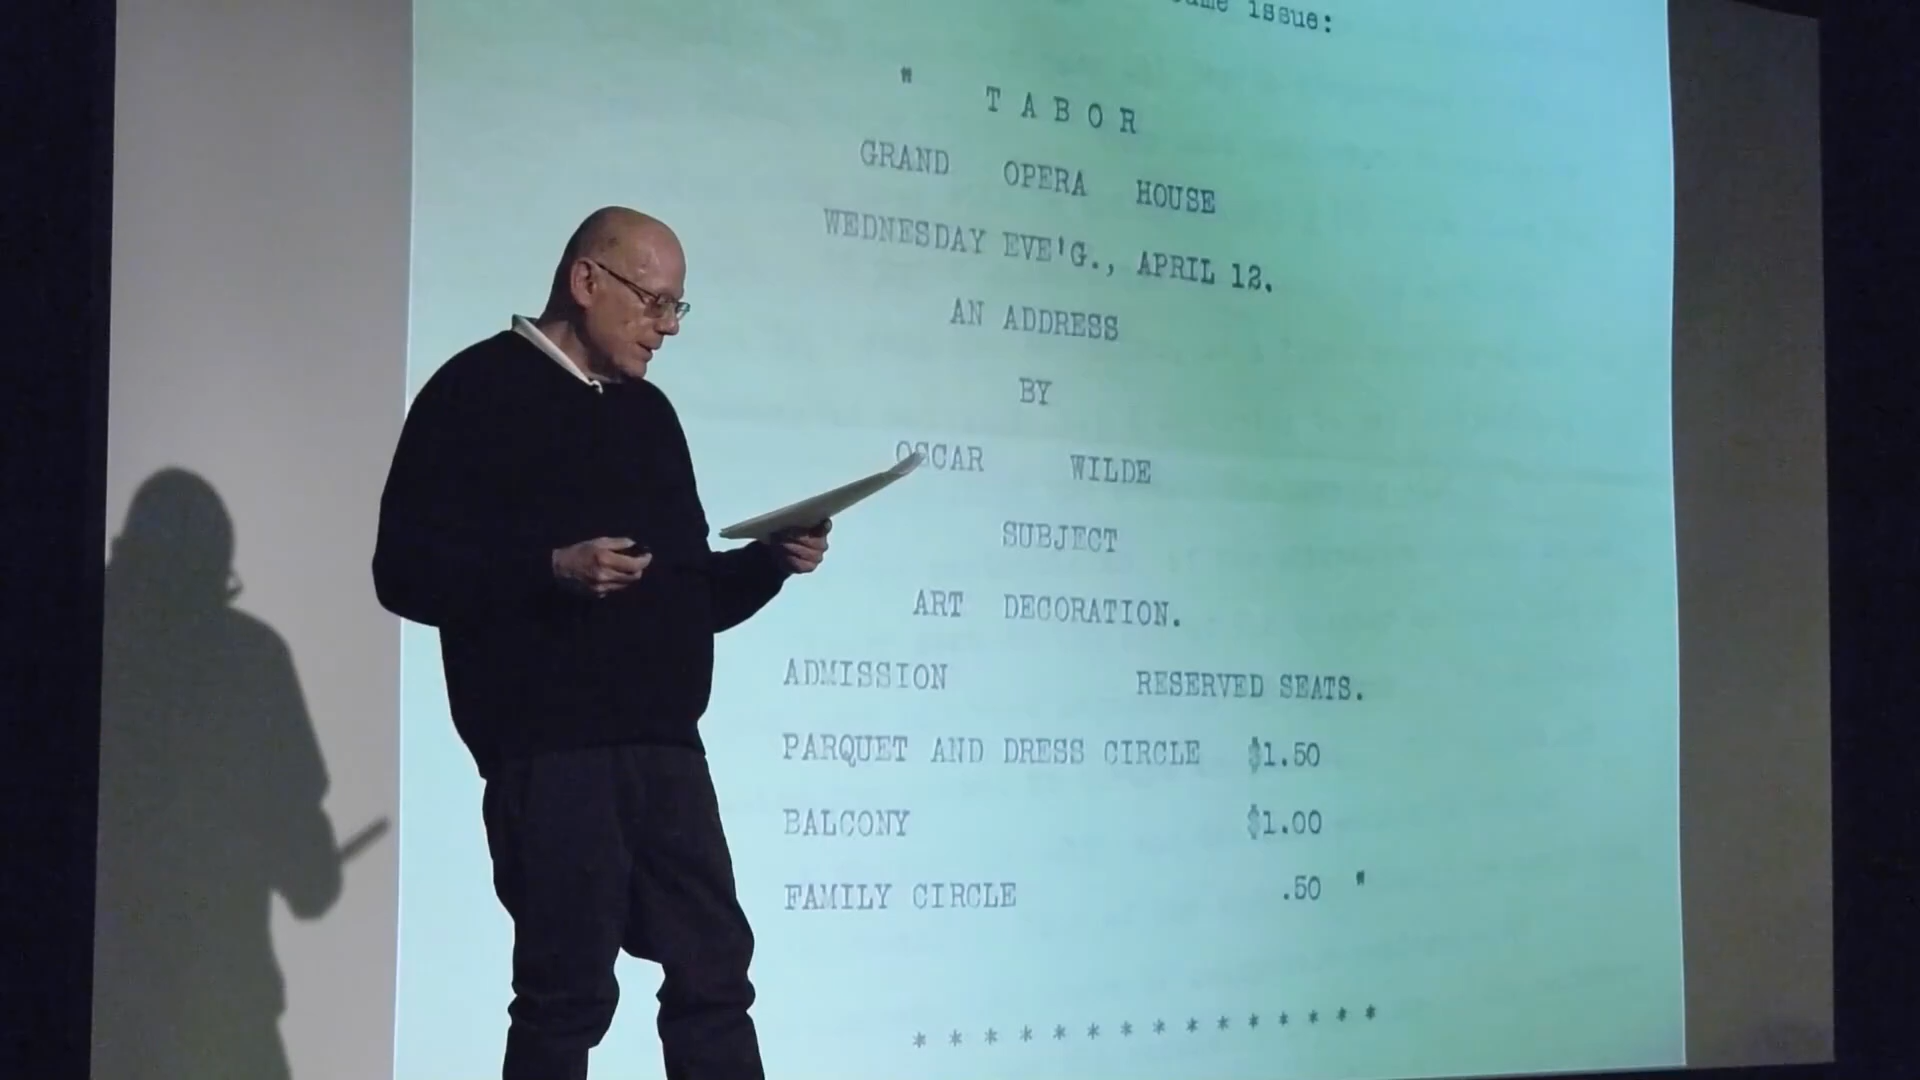 issue:
" TABOR
GRAND OPERA HOUSE
WEDNESDAY EVE'G., APRIL 12.
AN ADDRESS
BY
OSCAR WILDE
SUBJECT
ART DECORATION.
ADMISSION RESERVED SEATS.
PARQUET AND DRESS CIRCLE $1.50
BALCONY $1.00
FAMILY CIRCLE .50 "
* * * * * * * * * * * * * *